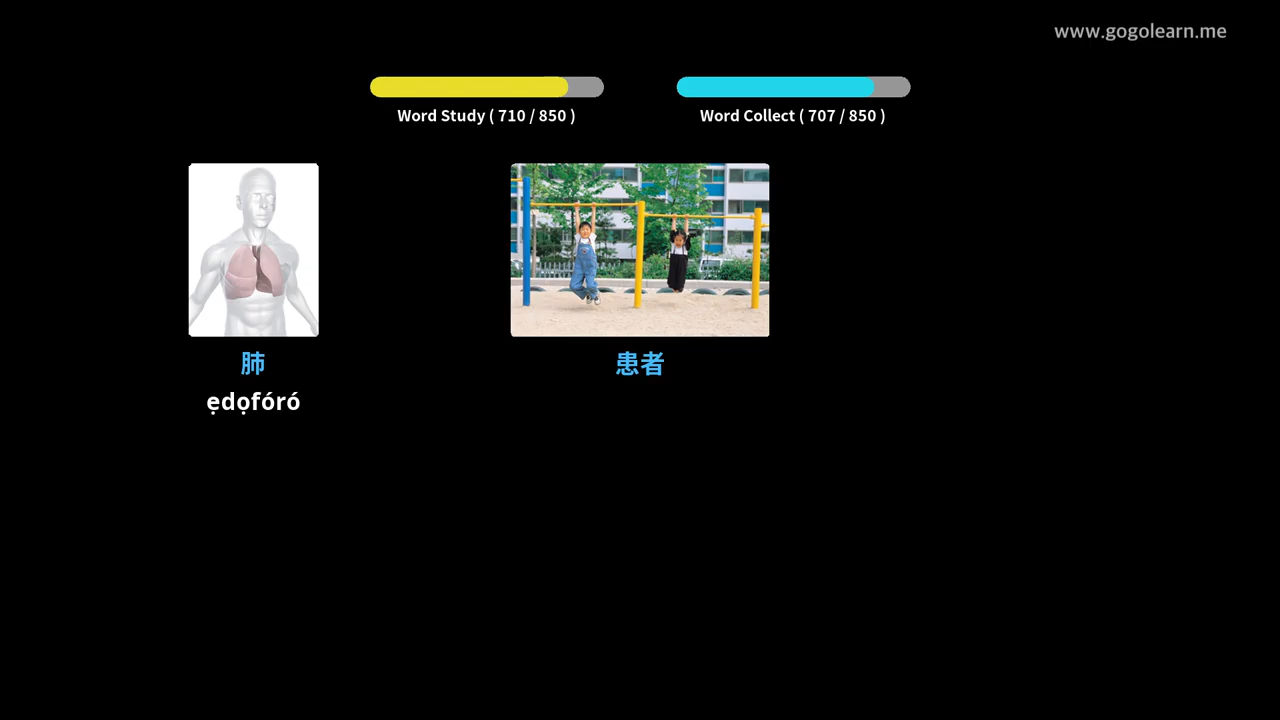 www.gogolearn.me
Word Study ( 710 / 850 )
Word Collect ( 707 / 850 )
肺
ẹdọfóró
患者